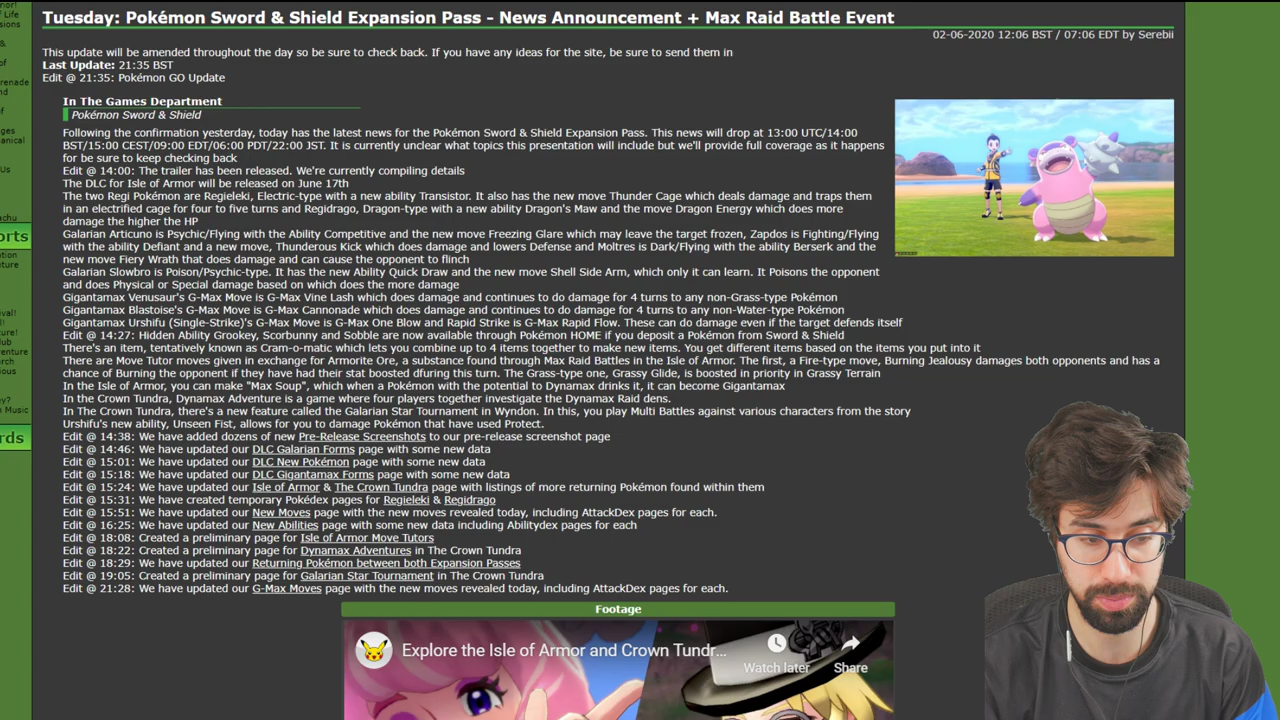 Tuesday: Pokémon Sword & Shield Expansion Pass - News Announcement + Max Raid Battle Event
02-06-2020 12:06 BST / 07:06 EDT by Serebii
This update will be amended throughout the day so be sure to check back. If you have any ideas for the site, be sure to send them in
Last Update: 21:35 BST
Edit @ 21:35: Pokémon GO Update
In The Games Department
Pokémon Sword & Shield
Following the confirmation yesterday, today has the latest news for the Pokémon Sword & Shield Expansion Pass. This news will drop at 13:00 UTC/14:00
BST/15:00 CEST/09:00 EDT/06:00 PDT/22:00 JST. It is currently unclear what topics this presentation will include but we'll provide full coverage as it happens
for be sure to keep checking back
Edit @ 14:00: The trailer has been released. We're currently compiling details
The DLC for Isle of Armor will be released on June 17th
The two Regi Pokémon are Regieleki, Electric-type with a new ability Transistor. It also has the new move Thunder Cage which deals damage and traps them
in an electrified cage for four to five turns and Regidrago, Dragon-type with a new ability Dragon's Maw and the move Dragon Energy which does more
damage the higher the HP
Galarian Articuno is Psychic/Flying with the Ability Competitive and the new move Freezing Glare which may leave the target frozen, Zapdos is Fighting/Flying
with the ability Defiant and a new move, Thunderous Kick which does damage and lowers Defense and Moltres is Dark/Flying with the ability Berserk and the
new move Fiery Wrath that does damage and can cause the opponent to flinch
Galarian Slowbro is Poison/Psychic-type. It has the new Ability Quick Draw and the new move Shell Side Arm, which only it can learn. It Poisons the opponent
and does Physical or Special damage based on which does the more damage
Gigantamax Venusaur's G-Max Move is G-Max Vine Lash which does damage and continues to do damage for 4 turns to any non-Grass-type Pokémon
Gigantamax Blastoise's G-Max Move is G-Max Cannonade which does damage and continues to do damage for 4 turns to any non-Water-type Pokémon
Gigantamax Urshifu (Single-Strike)'s G-Max Move is G-Max One Blow and Rapid Strike is G-Max Rapid Flow. These can do damage even if the target defends itself
Edit @ 14:27: Hidden Ability Grookey, Scorbunny and Sobble are now available through Pokémon HOME if you deposit a Pokémon from Sword & Shield
There's an item, tentatively known as Cram-o-matic which lets you combine up to 4 items together to make new items. You get different items based on the items you put into it
There are Move Tutor moves given in exchange for Armorite Ore, a substance found through Max Raid Battles in the Isle of Armor. The first, a Fire-type move, Burning Jealousy damages both opponents and has a
chance of Burning the opponent if they have had their stat boosted dfuring this turn. The Grass-type one, Grassy Glide, is boosted in priority in Grassy Terrain
In the Isle of Armor, you can make "Max Soup", which when a Pokémon with the potential to Dynamax drinks it, it can become Gigantamax
In the Crown Tundra, Dynamax Adventure is a game where four players together investigate the Dynamax Raid dens.
In The Crown Tundra, there's a new feature called the Galarian Star Tournament in Wyndon. In this, you play Multi Battles against various characters from the story
Urshifu's new ability, Unseen Fist, allows for you to damage Pokémon that have used Protect.
Edit @ 14:38: We have added dozens of new Pre-Release Screenshots to our pre-release screenshot page
Edit @ 14:46: We have updated our DLC Galarian Forms page with some new data
Edit @ 15:01: We have updated our DLC New Pokémon page with some new data
Edit @ 15:18: We have updated our DLC Gigantamax Forms page with some new data
Edit @ 15:24: We have updated our Isle of Armor & The Crown Tundra page with listings of more returning Pokémon found within them
Edit @ 15:31: We have created temporary Pokédex pages for Regieleki & Regidrago
Edit @ 15:51: We have updated our New Moves page with the new moves revealed today, including AttackDex pages for each.
Edit @ 16:25: We have updated our New Abilities page with some new data including Abilitydex pages for each
Edit @ 18:08: Created a preliminary page for Isle of Armor Move Tutors
Edit @ 18:22: Created a preliminary page for Dynamax Adventures in The Crown Tundra
Edit @ 18:29: We have updated our Returning Pokémon between both Expansion Passes
Edit @ 19:05: Created a preliminary page for Galarian Star Tournament in The Crown Tundra
Edit @ 21:28: We have updated our G-Max Moves page with the new moves revealed today, including AttackDex pages for each.
Footage
Explore the Isle of Armor and Crown Tundr...
Watch later
Share